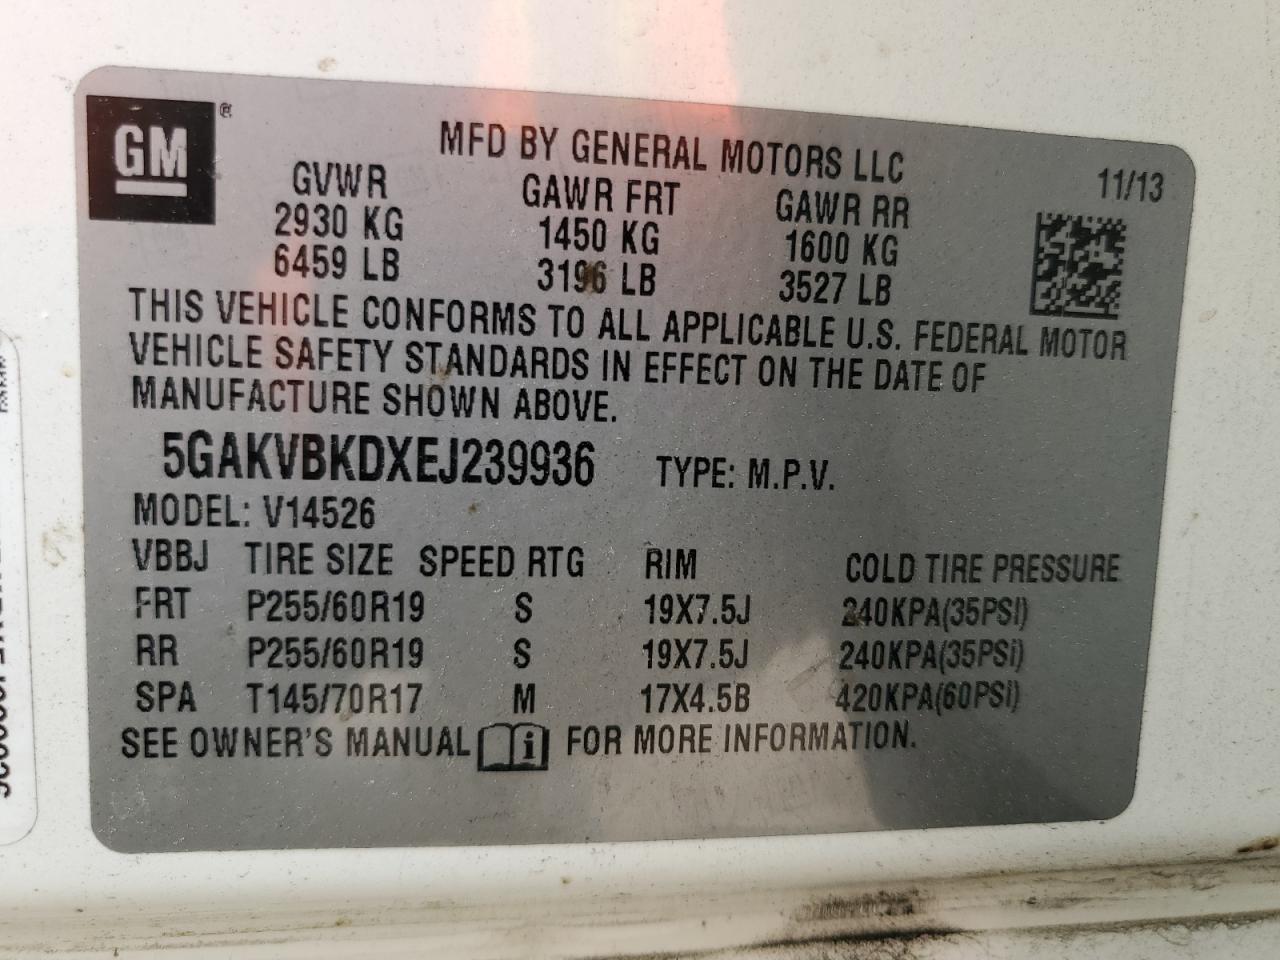 GM ®
MFD BY GENERAL MOTORS LLC
11/13
GVWR GAWR FRT GAWR RR
2930 KG 1450 KG 1600 KG
6459 LB 3196 LB 3527 LB
THIS VEHICLE CONFORMS TO ALL APPLICABLE U.S. FEDERAL MOTOR
VEHICLE SAFETY STANDARDS IN EFFECT ON THE DATE OF
MANUFACTURE SHOWN ABOVE.
5GAKVBKDXEJ239936 TYPE: M.P.V.
MODEL: V14526
VBBJ TIRE SIZE SPEED RTG RIM COLD TIRE PRESSURE
FRT P255/60R19 S 19X7.5J 240KPA(35PSI)
RR P255/60R19 S 19X7.5J 240KPA(35PSI)
SPA T145/70R17 M 17X4.5B 420KPA(60PSI)
SEE OWNER'S MANUAL i FOR MORE INFORMATION.